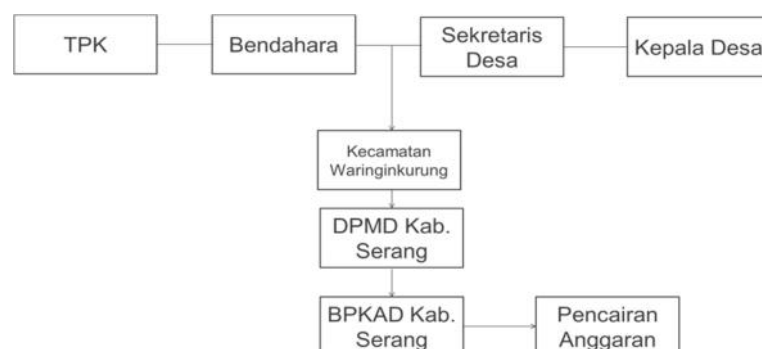 TPK
Bendahara
Sekretaris
Desa
Kepala Desa
Kecamatan
Waringinkurung
DPMD Kab.
Serang
BPKAD Kab.
Serang
Pencairan
Anggaran